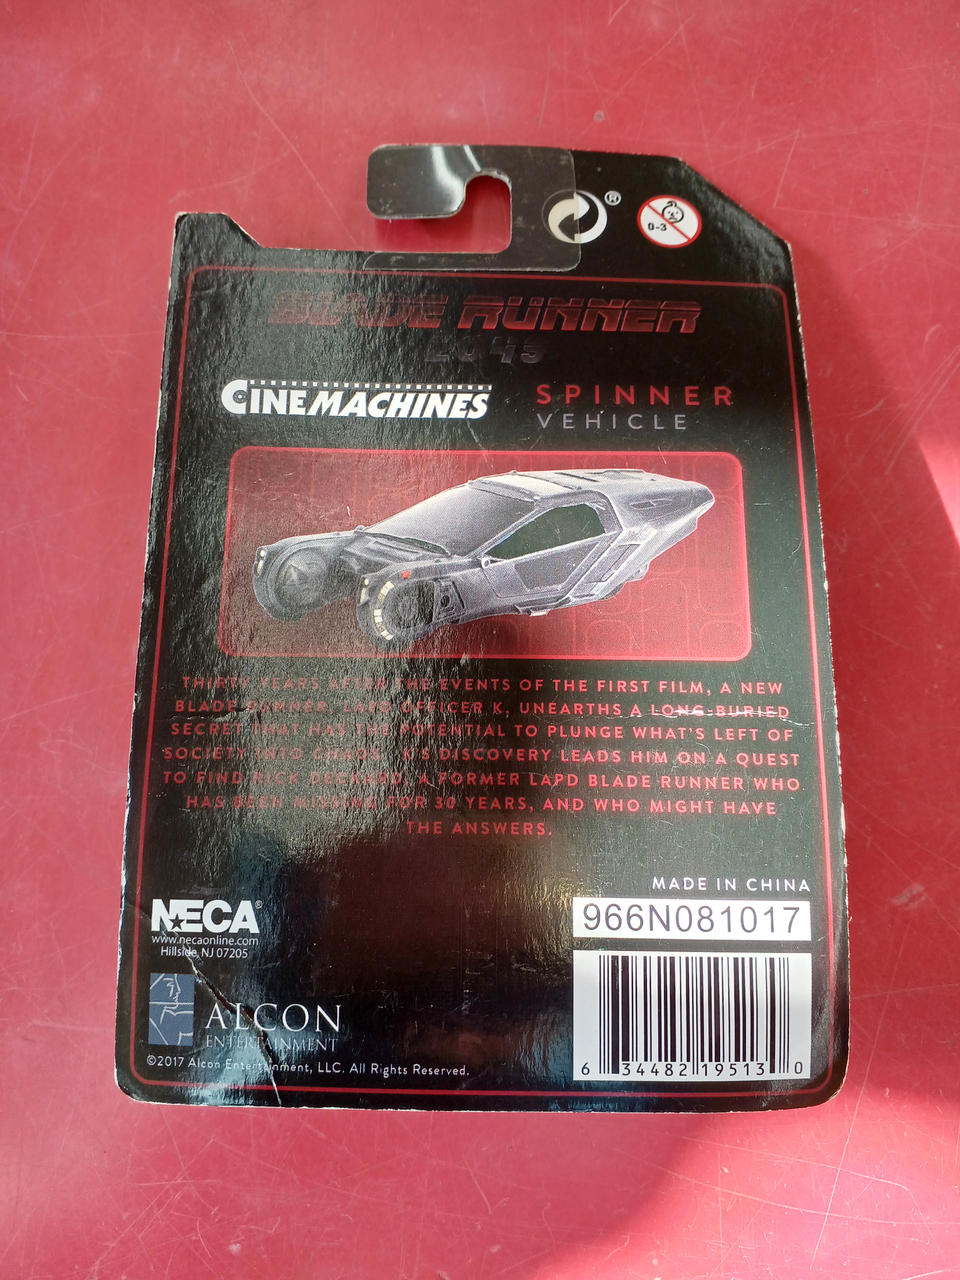 ®
0-3
BLADE RUNNER
2049
CINEMACHINES
SPINNER
VEHICLE
THIRTY YEARS AFTER THE EVENTS OF THE FIRST FILM, A NEW
BLADE RUNNER, LAPD OFFICER K, UNEARTHS A LONG-BURIED
SECRET THAT HAS THE POTENTIAL TO PLUNGE WHAT'S LEFT OF
SOCIETY INTO CHAOS. K'S DISCOVERY LEADS HIM ON A QUEST
TO FIND RICK DECKARD, A FORMER LAPD BLADE RUNNER WHO
HAS BEEN MISSING FOR 30 YEARS, AND WHO MIGHT HAVE
THE ANSWERS.
MADE IN CHINA
966N081017
NECA®
www.necaonline.com
Hillside, NJ 07205
ALCON
ENTERTAINMENT
©2017 Alcon Entertainment, LLC. All Rights Reserved.
6 34482 19513 0